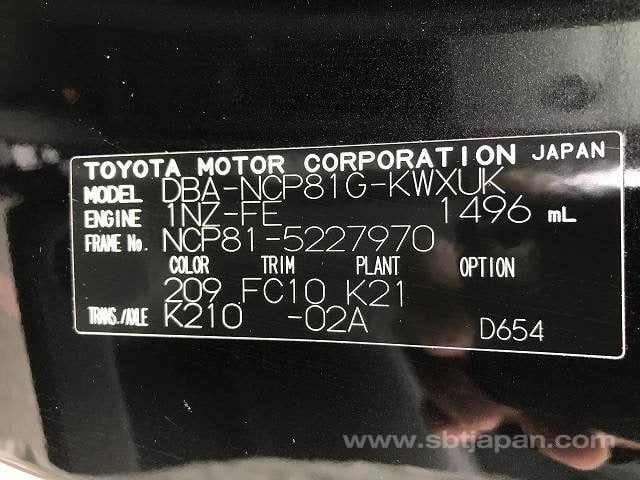 TOYOTA MOTOR CORPORATION JAPAN
MODEL DBA-NCP81G-KWXUK
ENGINE 1NZ-FE 1496 mL
FRAME No. NCP81-5227970
COLOR TRIM PLANT OPTION
209 FC10 K21
TRANS./AXLE K210 -02A D654
www.sbtjapan.com